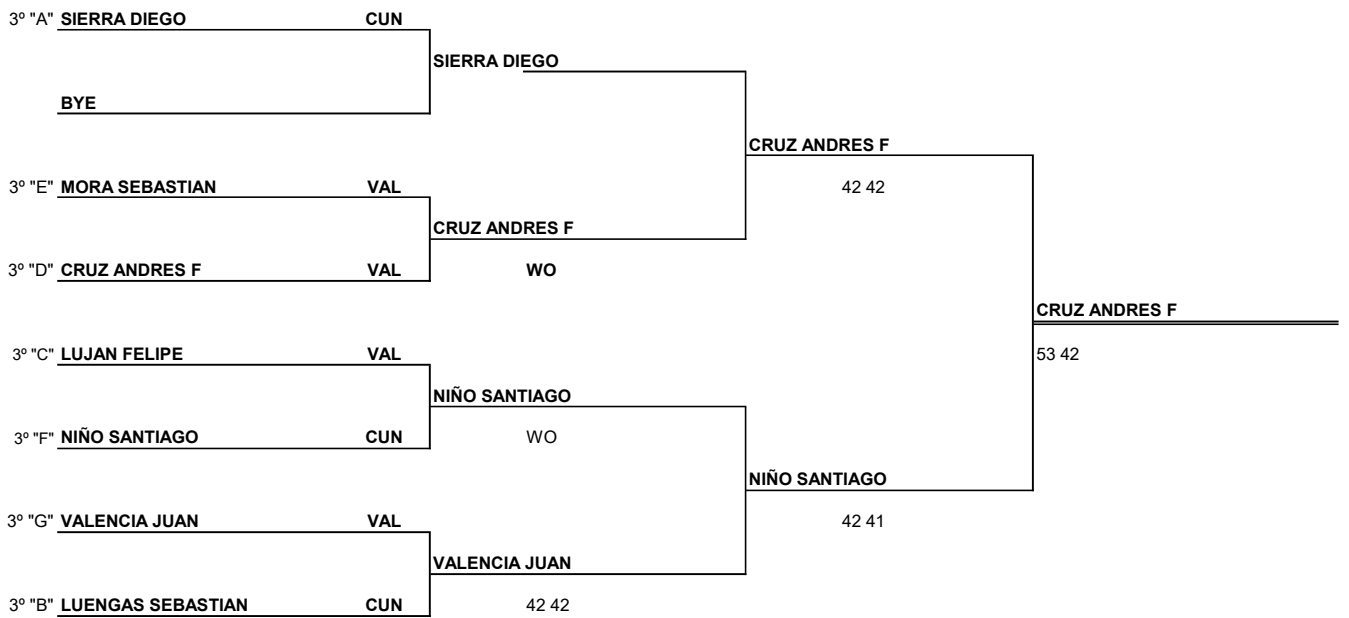 3º "A" SIERRA DIEGO CUN
SIERRA DIEGO
BYE
CRUZ ANDRES F
3º "E" MORA SEBASTIAN VAL 42 42
CRUZ ANDRES F
3º "D" CRUZ ANDRES F VAL WO
CRUZ ANDRES F
3º "C" LUJAN FELIPE VAL 53 42
NIÑO SANTIAGO
3º "F" NIÑO SANTIAGO CUN WO
NIÑO SANTIAGO
3º "G" VALENCIA JUAN VAL 42 41
VALENCIA JUAN
3º "B" LUENGAS SEBASTIAN CUN 42 42